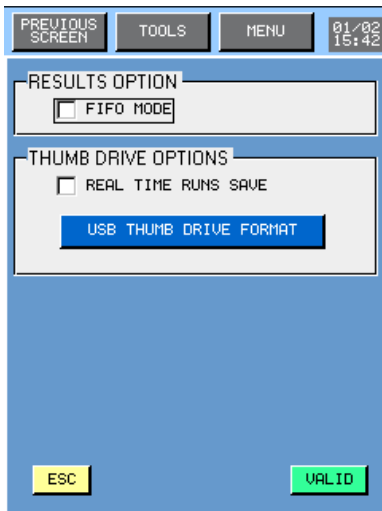 PREVIOUS
SCREEN
TOOLS
MENU
01/02
15:42
RESULTS OPTION
FIFO MODE
THUMB DRIVE OPTIONS
REAL TIME RUNS SAVE
USB THUMB DRIVE FORMAT
ESC
VALID